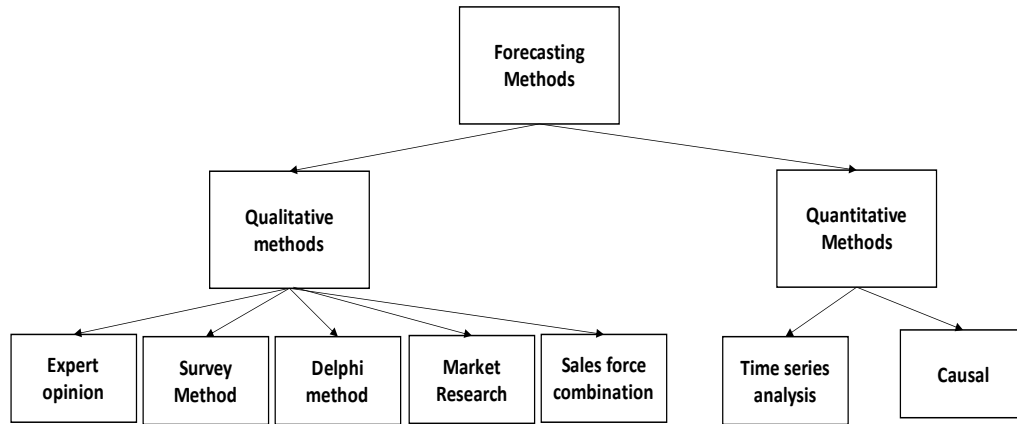 Forecasting
Methods
Qualitative
methods
Quantitative
Methods
Expert
opinion
Survey
Method
Delphi
method
Market
Research
Sales force
combination
Time series
analysis
Causal